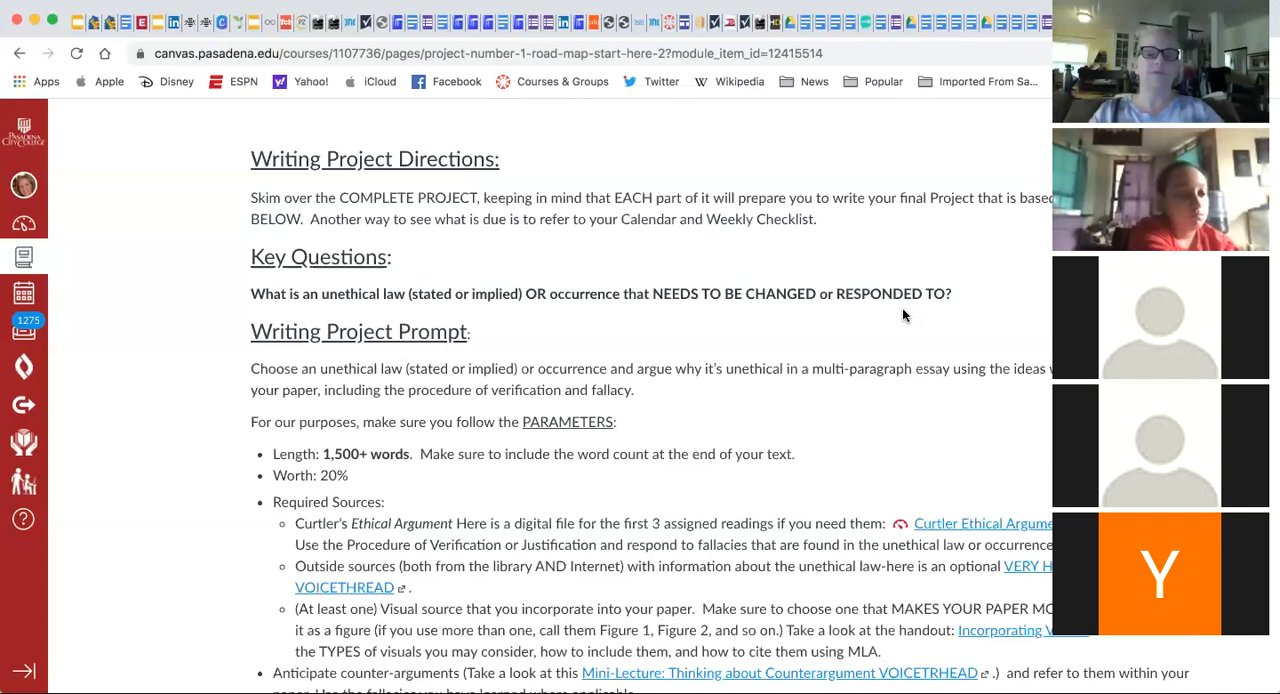 canvas.pasadena.edu/courses/1107736/pages/project-number-1-road-map-start-here-2?module_item_id=12415514
Apps Apple Disney ESPN Yahoo! iCloud Facebook Courses & Groups Twitter Wikipedia News Popular Imported From Sa...
PASADENA
CITY COLLEGE
Writing Project Directions:
Skim over the COMPLETE PROJECT, keeping in mind that EACH part of it will prepare you to write your final Project that is based
BELOW. Another way to see what is due is to refer to your Calendar and Weekly Checklist.
Key Questions:
What is an unethical law (stated or implied) OR occurrence that NEEDS TO BE CHANGED or RESPONDED TO?
1275
Writing Project Prompt:
Choose an unethical law (stated or implied) or occurrence and argue why it's unethical in a multi-paragraph essay using the ideas
your paper, including the procedure of verification and fallacy.
For our purposes, make sure you follow the PARAMETERS:
• Length: 1,500+ words. Make sure to include the word count at the end of your text.
• Worth: 20%
• Required Sources:
◦ Curtler's Ethical Argument Here is a digital file for the first 3 assigned readings if you need them: Curtler Ethical Argume
Use the Procedure of Verification or Justification and respond to fallacies that are found in the unethical law or occurrence
◦ Outside sources (both from the library AND Internet) with information about the unethical law-here is an optional VERY H
VOICETHREAD .
◦ (At least one) Visual source that you incorporate into your paper. Make sure to choose one that MAKES YOUR PAPER MO
it as a figure (if you use more than one, call them Figure 1, Figure 2, and so on.) Take a look at the handout: Incorporating V
the TYPES of visuals you may consider, how to include them, and how to cite them using MLA.
• Anticipate counter-arguments (Take a look at this Mini-Lecture: Thinking about Counterargument VOICETRHEAD .) and refer to them within your
paper. Use the fallacies you have learned where applicable.
Y